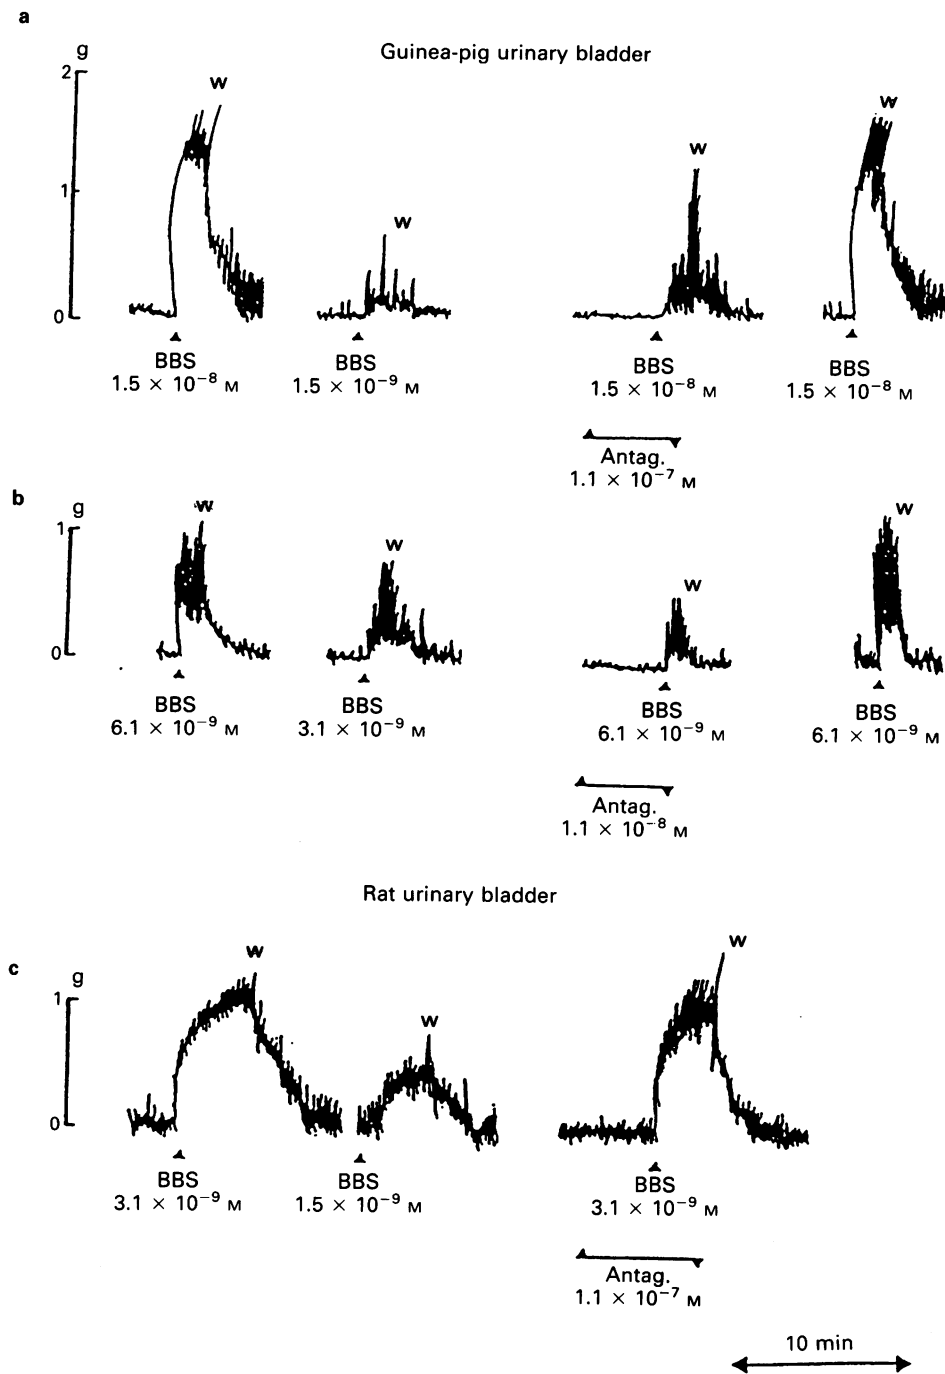 a
g
Guinea-pig urinary bladder
2
1
0
W
W
W
W
BBS
1.5 × 10⁻⁸ M
BBS
1.5 × 10⁻⁹ M
BBS
1.5 × 10⁻⁸ M
BBS
1.5 × 10⁻⁸ M
Antag.
1.1 × 10⁻⁷ M
b
g
1
0
W
W
W
W
BBS
6.1 × 10⁻⁹ M
BBS
3.1 × 10⁻⁹ M
BBS
6.1 × 10⁻⁹ M
BBS
6.1 × 10⁻⁹ M
Antag.
1.1 × 10⁻⁸ M
Rat urinary bladder
c
g
1
0
W
W
W
BBS
3.1 × 10⁻⁹ M
BBS
1.5 × 10⁻⁹ M
BBS
3.1 × 10⁻⁹ M
Antag.
1.1 × 10⁻⁷ M
10 min